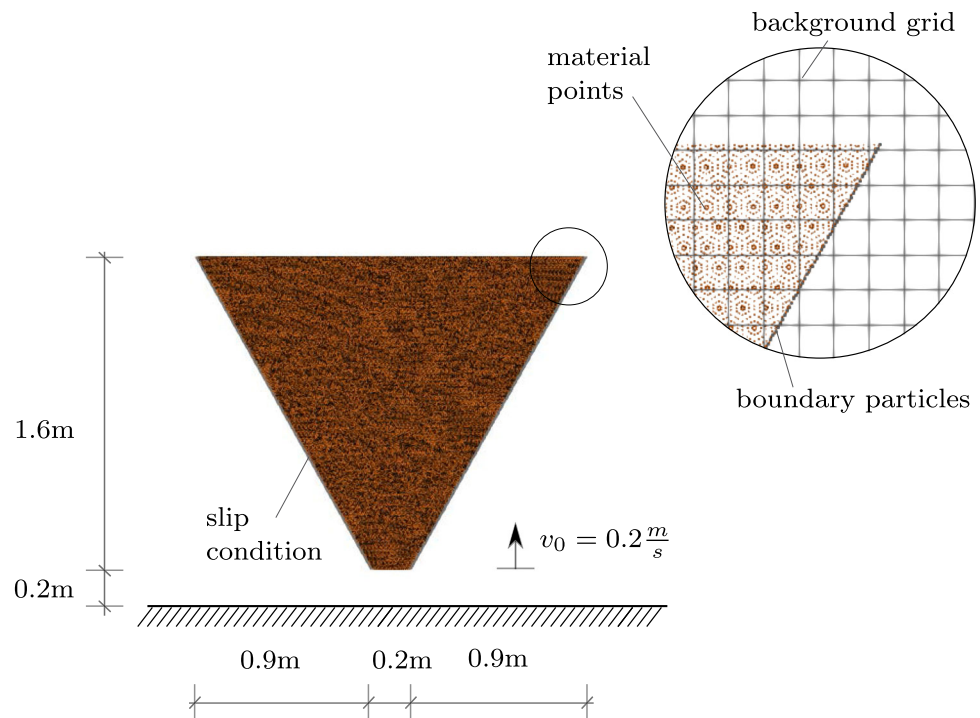 background grid
material
points
boundary particles
1.6m
slip
condition
v₀ = 0.2 m/s
0.2m
0.9m 0.2m 0.9m